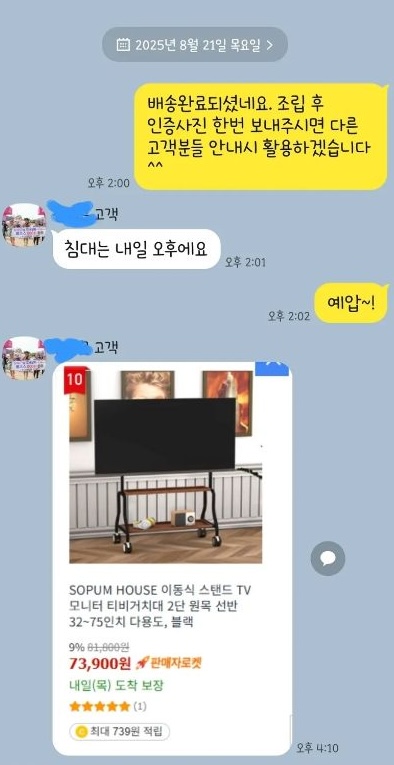 2025년 8월 21일 목요일 >
배송완료되셨네요. 조립 후
인증사진 한번 보내주시면 다른
고객분들 안내시 활용하겠습니다
^^
오후 2:00
고객
침대는 내일 오후에요
오후 2:01
예압~!
오후 2:02
고객
10
SOPUM HOUSE 이동식 스탠드 TV
모니터 티비거치대 2단 원목 선반
32~75인치 다용도, 블랙
9% 81,800원
73,900원 판매자로켓
내일(목) 도착 보장
(1)
최대 739원 적립
오후 4:10